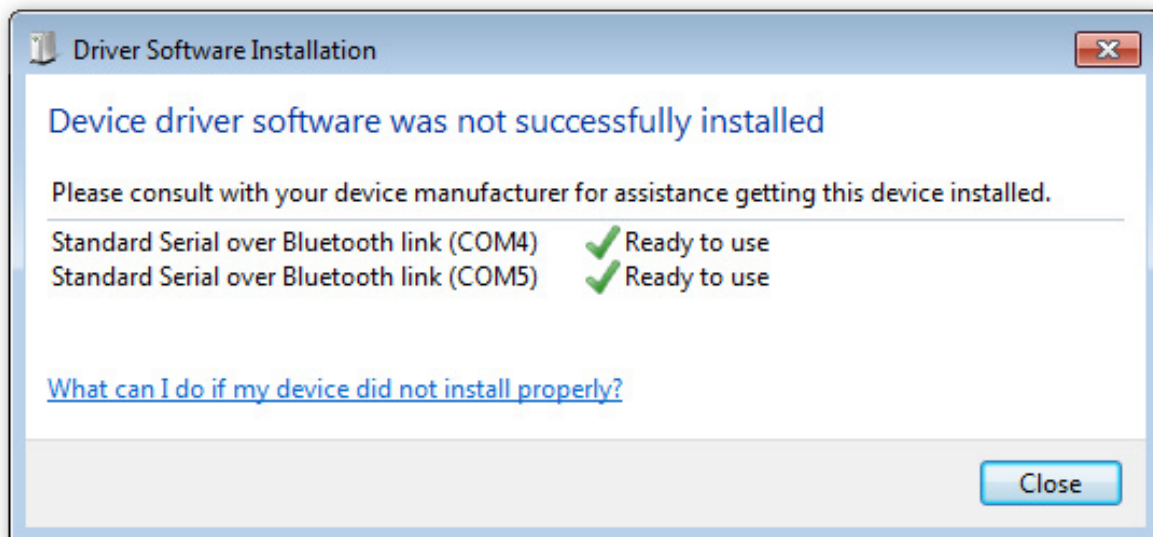 Driver Software Installation
Device driver software was not successfully installed
Please consult with your device manufacturer for assistance getting this device installed.
Standard Serial over Bluetooth link (COM4) Ready to use
Standard Serial over Bluetooth link (COM5) Ready to use
What can I do if my device did not install properly?
Close